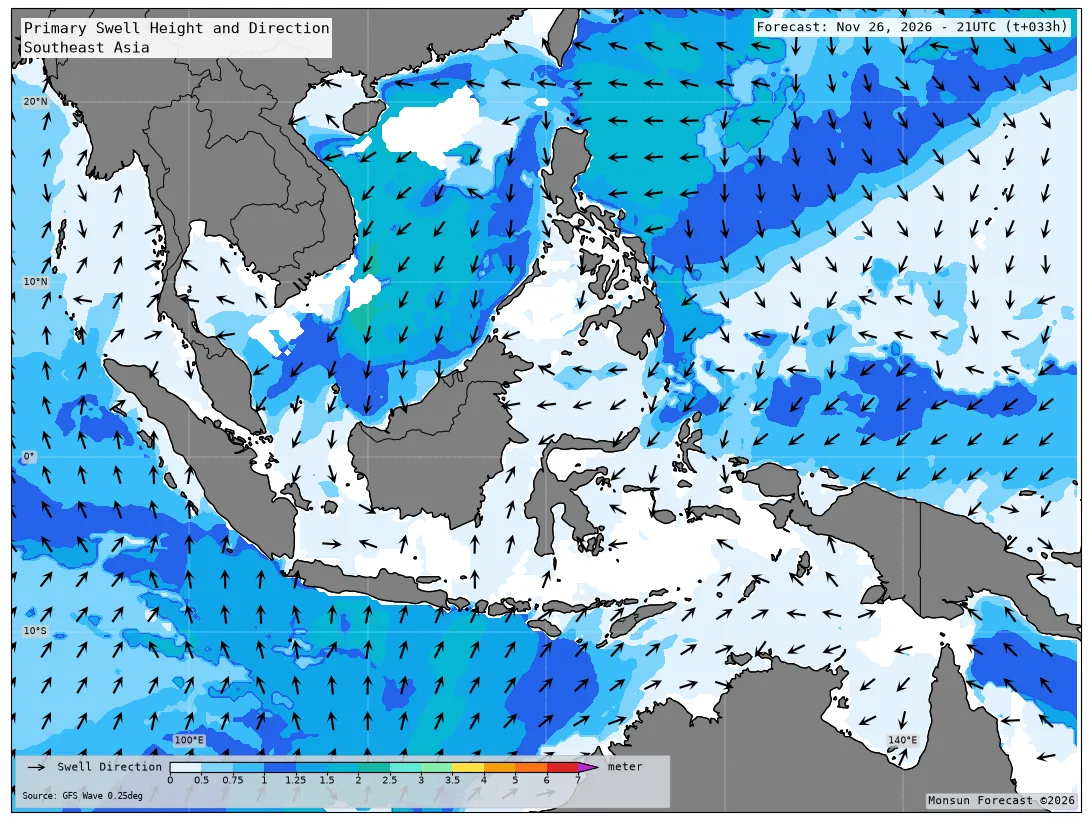 Primary Swell Height and Direction
Southeast Asia
Forecast: Nov 26, 2026 - 21UTC (t+033h)
20°N
10°N
0°
10°S
100°E
140°E
Swell Direction
0 0.5 0.75 1 1.25 1.5 2 2.5 3 3.5 4 5 6 7
meter
Source: GFS Wave 0.25deg
Monsun Forecast ©2026